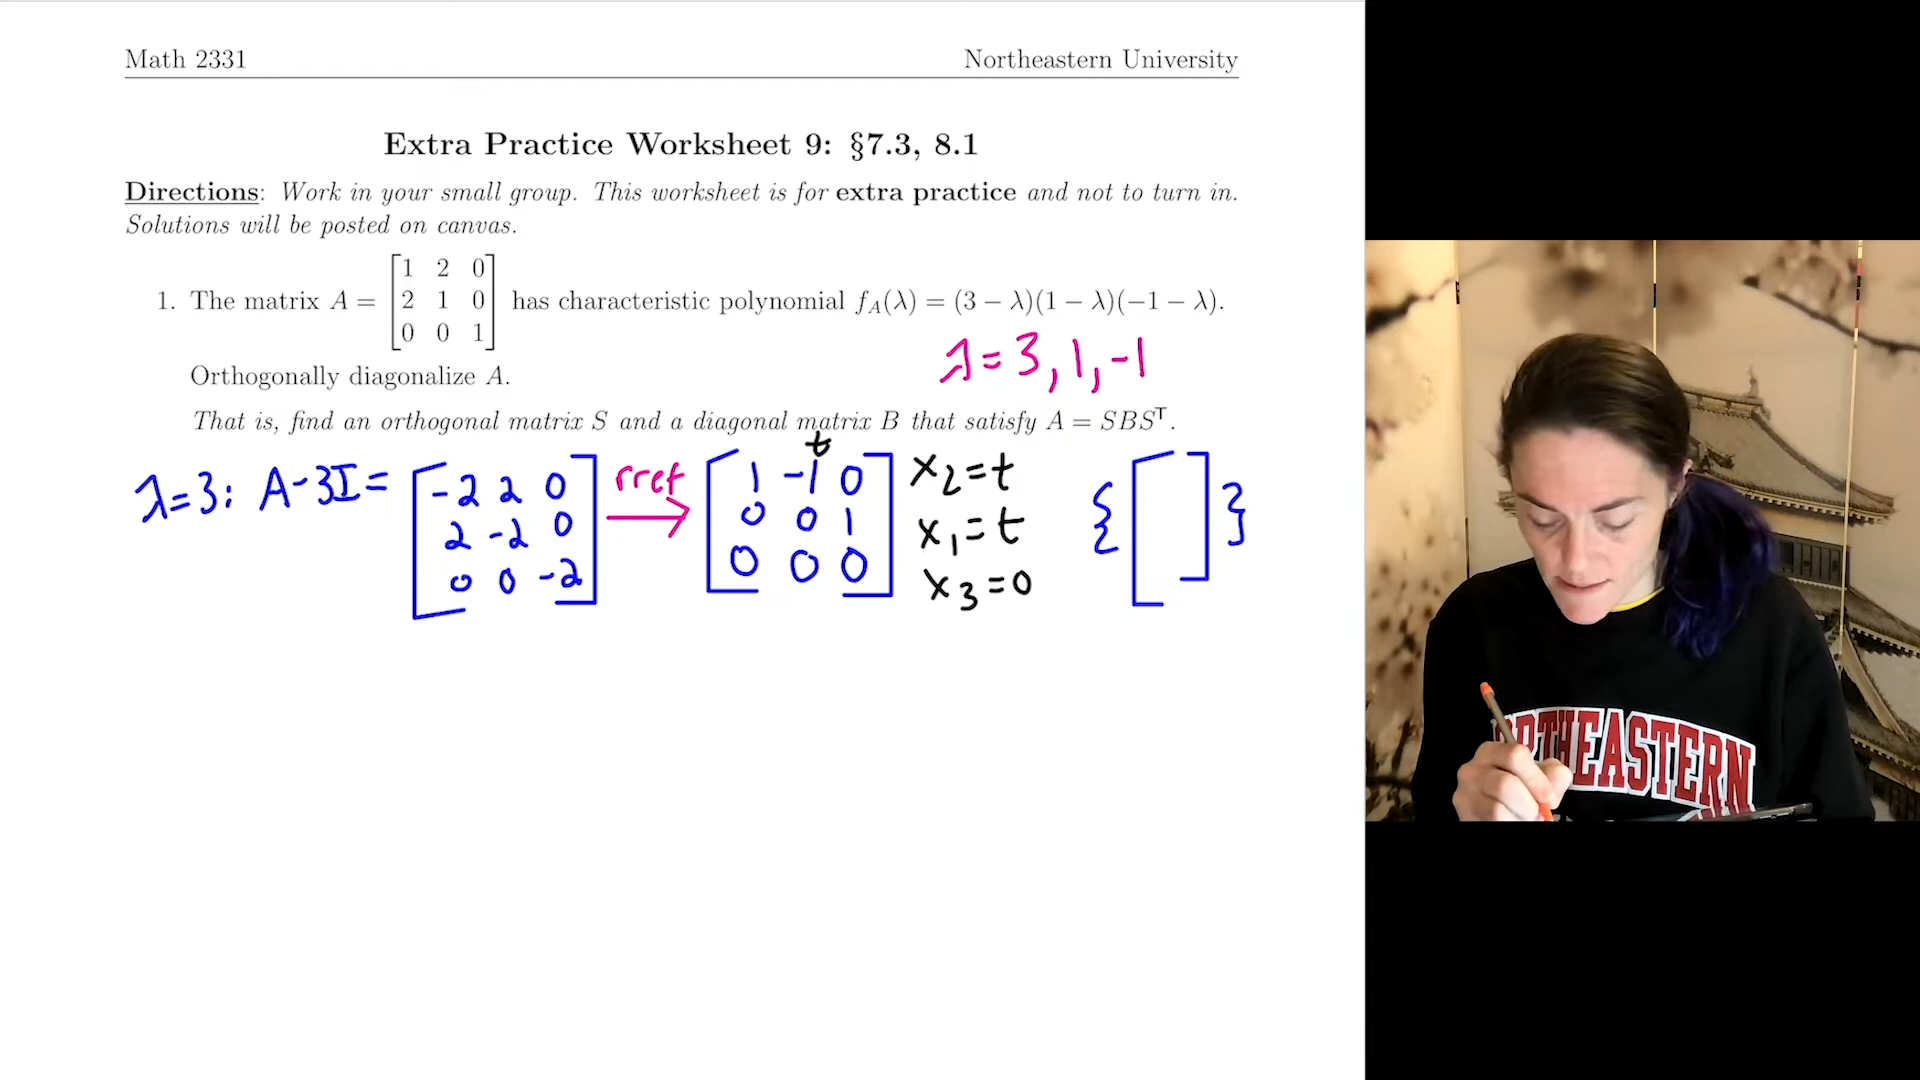 Math 2331 Northeastern University
Extra Practice Worksheet 9: §7.3, 8.1
Directions: Work in your small group. This worksheet is for extra practice and not to turn in.
Solutions will be posted on canvas.
1. The matrix A = [1 2 0; 2 1 0; 0 0 1] has characteristic polynomial f_A(λ) = (3 − λ)(1 − λ)(−1 − λ).
λ=3, 1, -1
Orthogonally diagonalize A.
That is, find an orthogonal matrix S and a diagonal matrix B that satisfy A = SBS^T.
λ=3: A-3I= [-2 2 0; 2 -2 0; 0 0 -2] rref → [1 -1 0; 0 0 1; 0 0 0]
t
x₂=t
x₁=t
x₃=0
{[ ]}
NORTHEASTERN